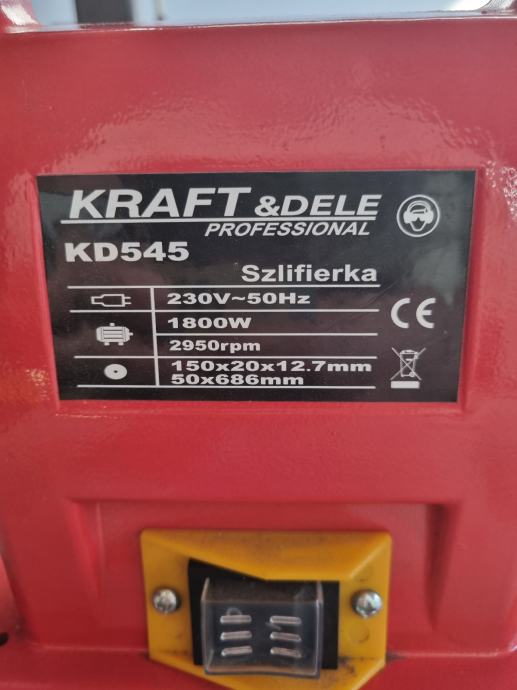 KRAFT &DELE
PROFESSIONAL
KD545
Szlifierka
230V~50Hz
1800W
2950rpm
150x20x12.7mm
50x686mm
CE